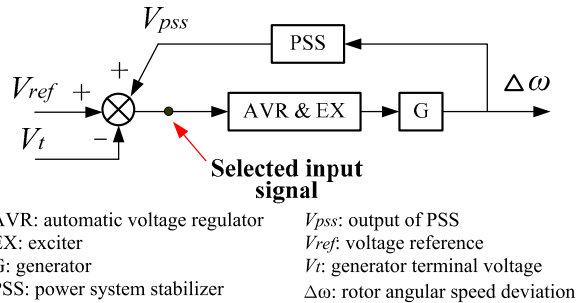 Vpss
PSS
+
Vref +
Δω
AVR & EX
G
Vt
−
Selected input
signal
AVR: automatic voltage regulator
EX: exciter
G: generator
PSS: power system stabilizer
Vpss: output of PSS
Vref: voltage reference
Vt: generator terminal voltage
Δω: rotor angular speed deviation